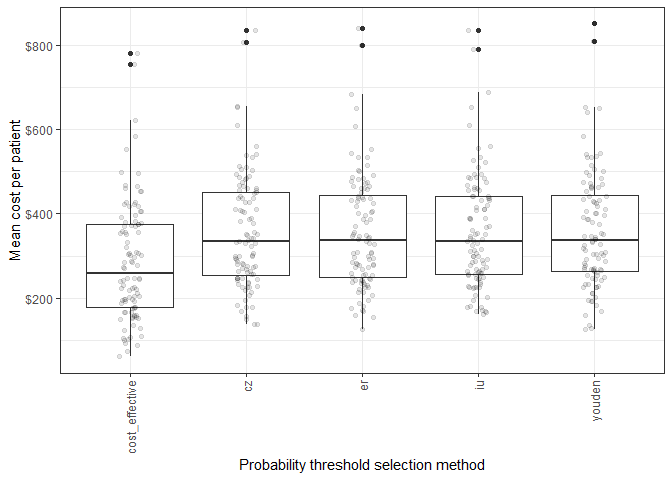 Mean cost per patient
$800
$600
$400
$200
cost_effective
cz
er
iu
youden
Probability threshold selection method